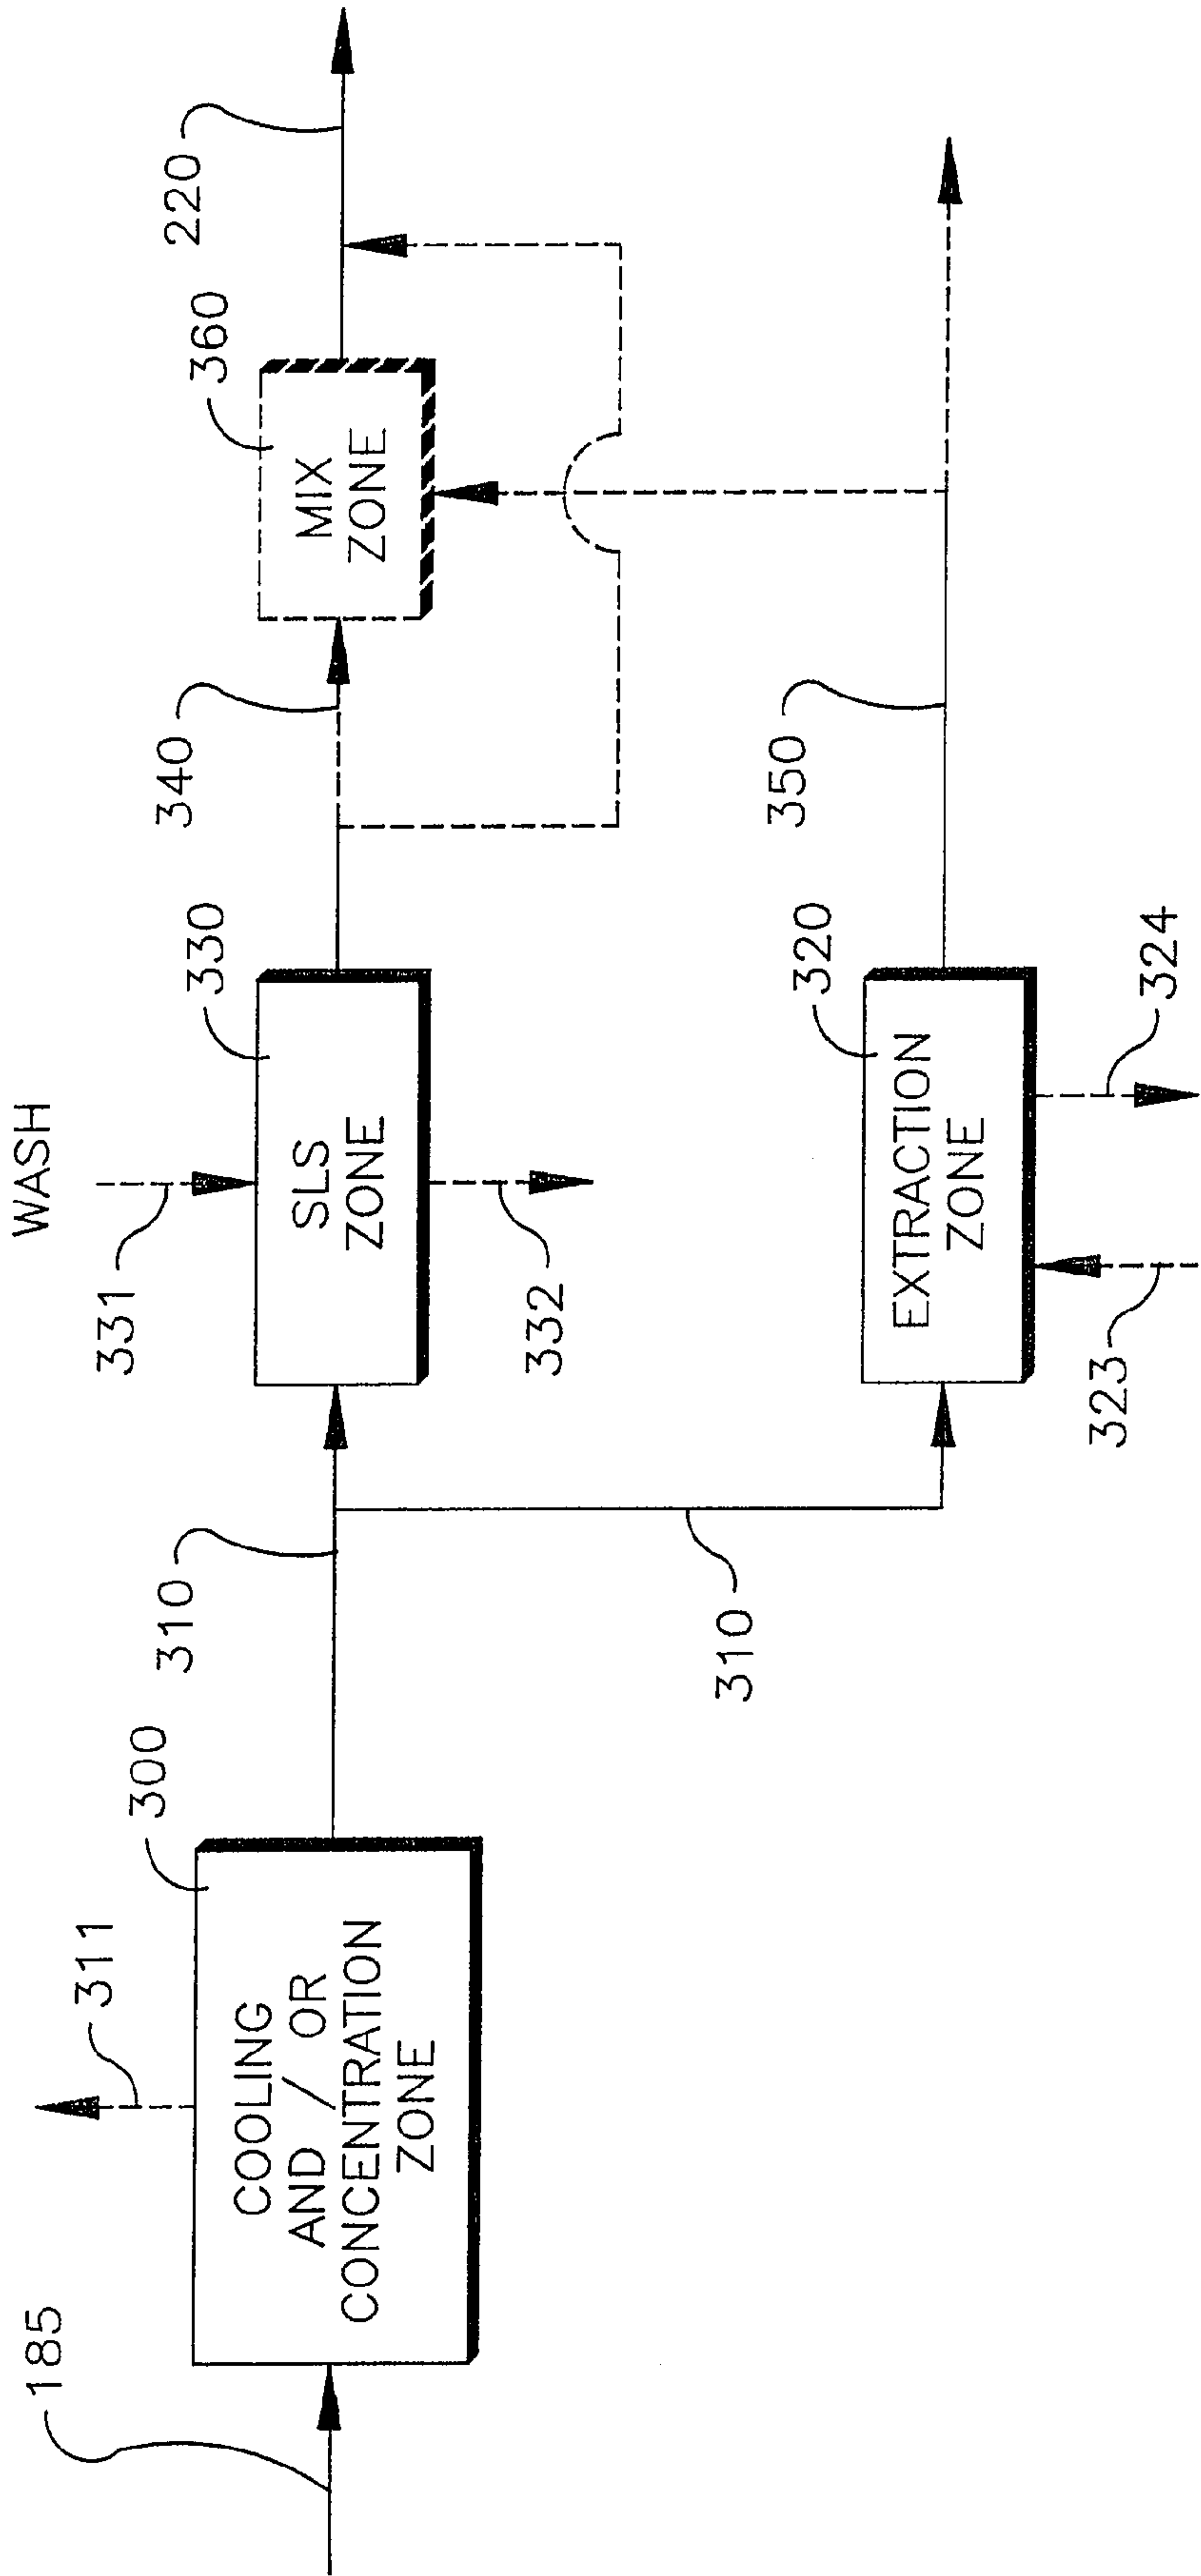 185
311
300
COOLING
AND / OR
CONCENTRATION
ZONE
310
310
WASH
331
330
SLS
ZONE
332
323
320
EXTRACTION
ZONE
324
340
350
360
MIX
ZONE
220